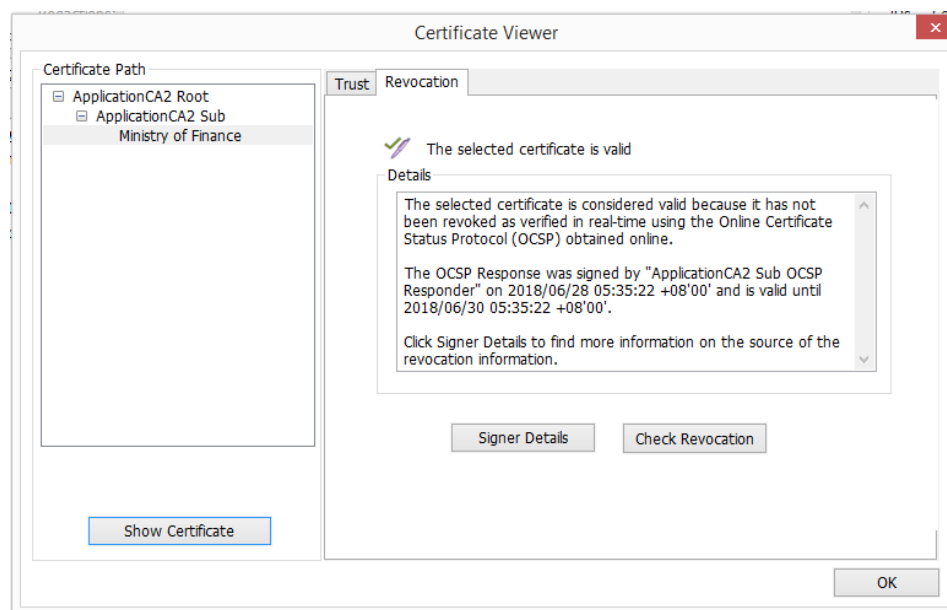 Certificate Viewer
Certificate Path
ApplicationCA2 Root
ApplicationCA2 Sub
Ministry of Finance
Show Certificate
Trust
Revocation
The selected certificate is valid
Details
The selected certificate is considered valid because it has not
been revoked as verified in real-time using the Online Certificate
Status Protocol (OCSP) obtained online.
The OCSP Response was signed by "ApplicationCA2 Sub OCSP
Responder" on 2018/06/28 05:35:22 +08'00' and is valid until
2018/06/30 05:35:22 +08'00'.
Click Signer Details to find more information on the source of the
revocation information.
Signer Details
Check Revocation
OK